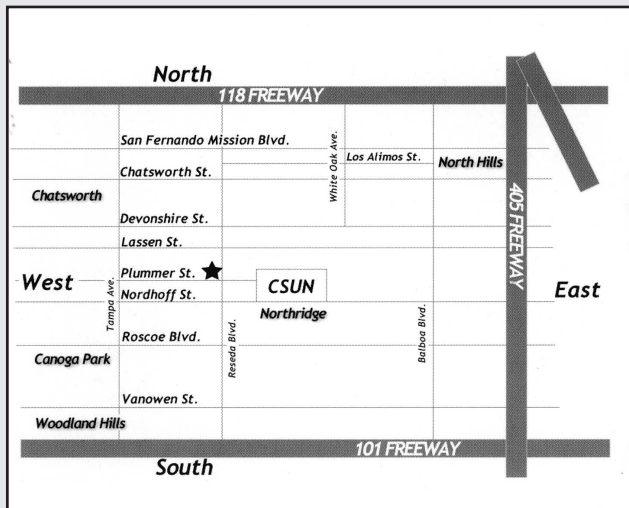 North
118 FREEWAY
San Fernando Mission Blvd.
White Oak Ave.
Los Alimos St.
North Hills
Chatsworth St.
Chatsworth
405 FREEWAY
Devonshire St.
Lassen St.
West
Plummer St.
CSUN
East
Nordhoff St.
Northridge
Tampa Ave.
Reseda Blvd.
Balboa Blvd.
Roscoe Blvd.
Canoga Park
Vanowen St.
Woodland Hills
101 FREEWAY
South